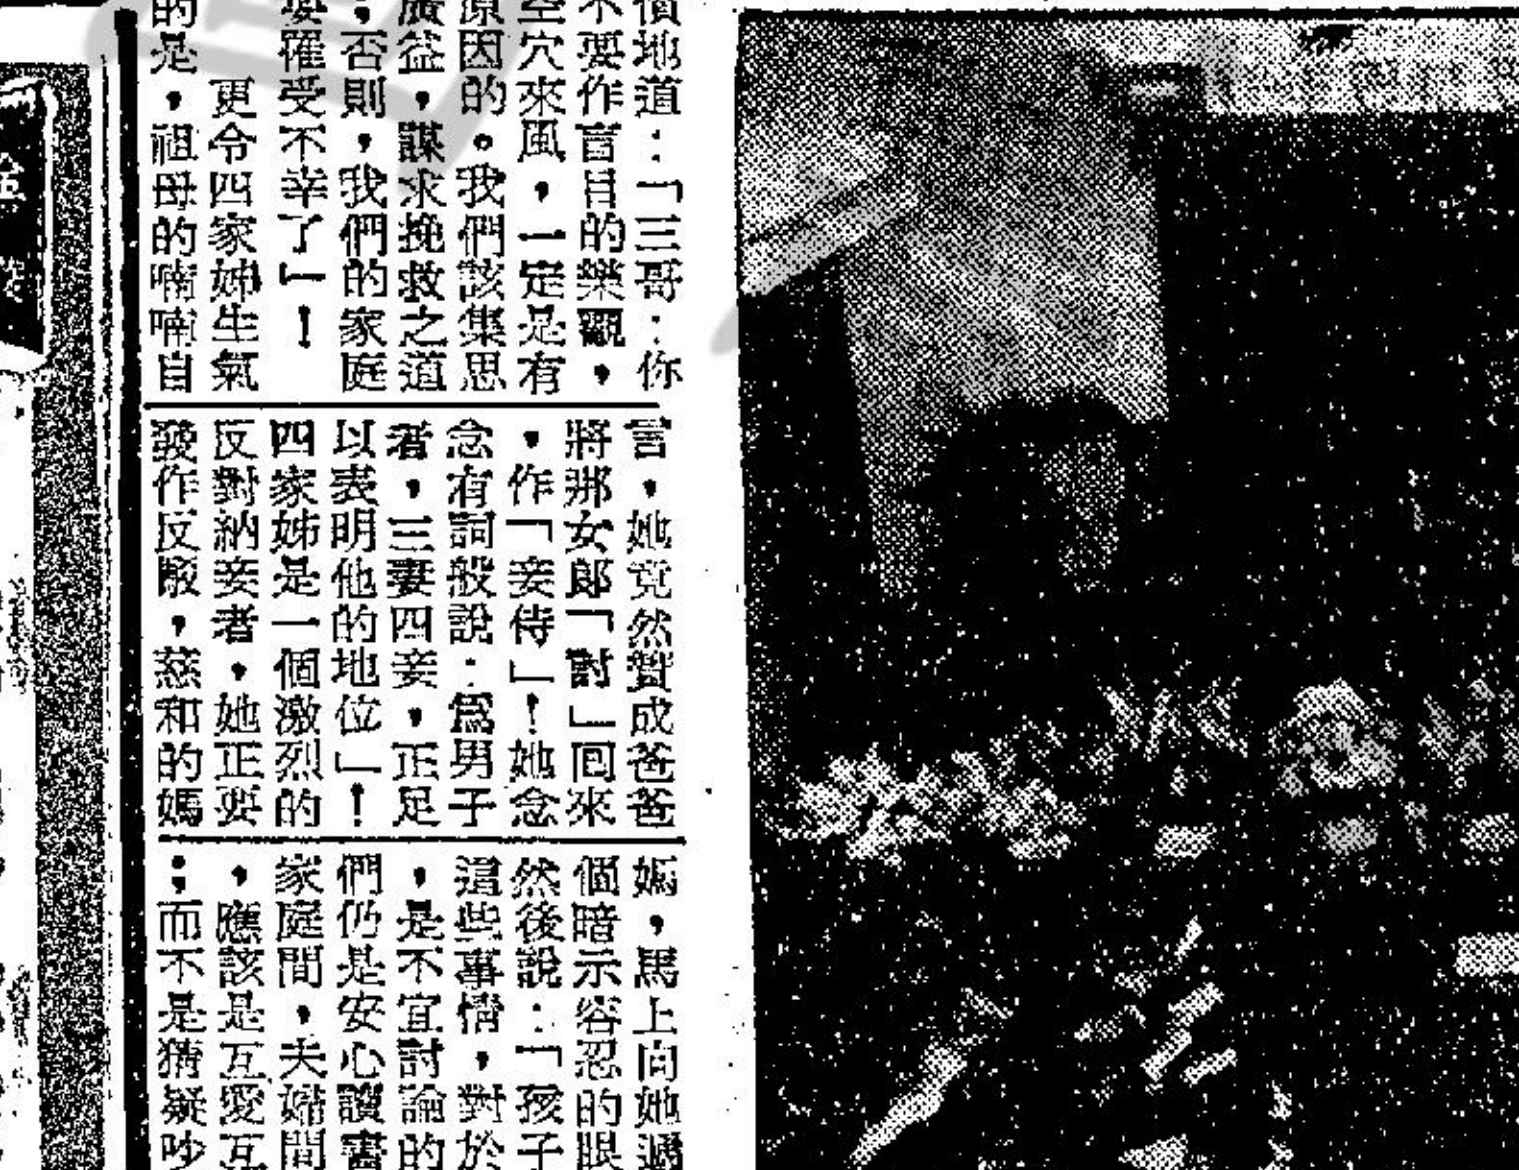 憤地道：「三哥：你
不要作盲目的樂觀，
空穴來風，一定是有
原因的。我們該集思
廣益，謀求挽救之道
；否則，我們的家庭
要罹受不幸了」！
更令四家姊生氣
的是，祖母的喃喃自
言，她竟然贊成爸爸
將那女郎「討」回來
，作「妾侍」！她念
念有詞般說：爲男子
者，三妻四妾，正足
以表明他的地位」！
四家姊是一個激烈的
反對納妾者，她正要
發作反駁，慈和的媽
媽，馬上向她遞
個暗示容忍的眼
然後說：「孩子
這些事情，對於
，是不宜討論的
們仍是安心讀書
家庭間，夫婦間
，應該是互愛互
；而不是猜疑吵